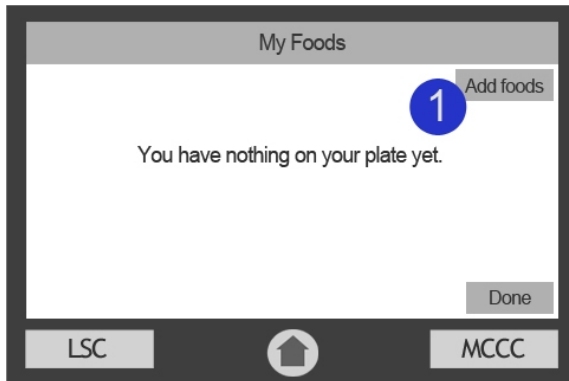 My Foods
Add foods
1
You have nothing on your plate yet.
Done
LSC
MCCC